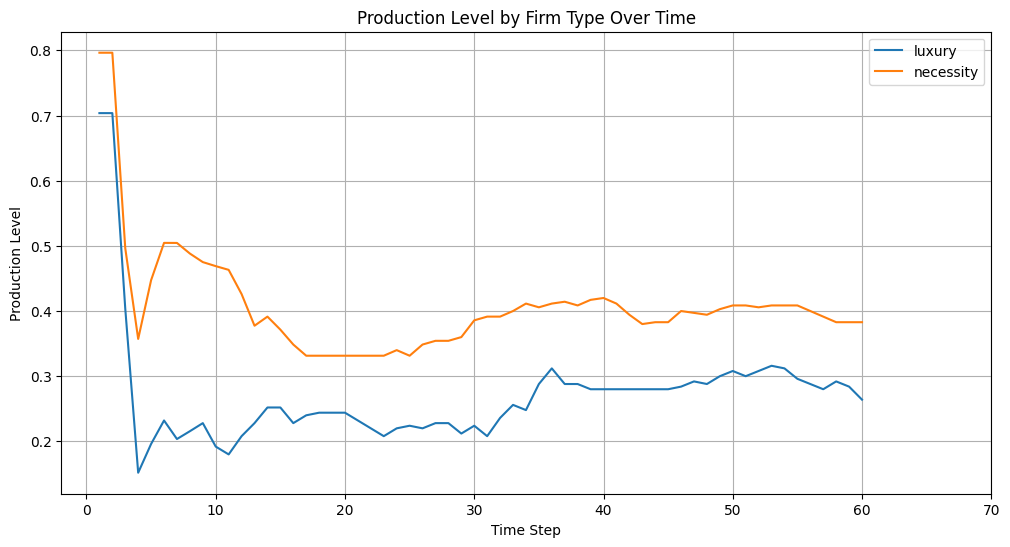 Production Level by Firm Type Over Time
luxury
necessity
Production Level
0.8
0.7
0.6
0.5
0.4
0.3
0.2
0 10 20 30 40 50 60 70
Time Step